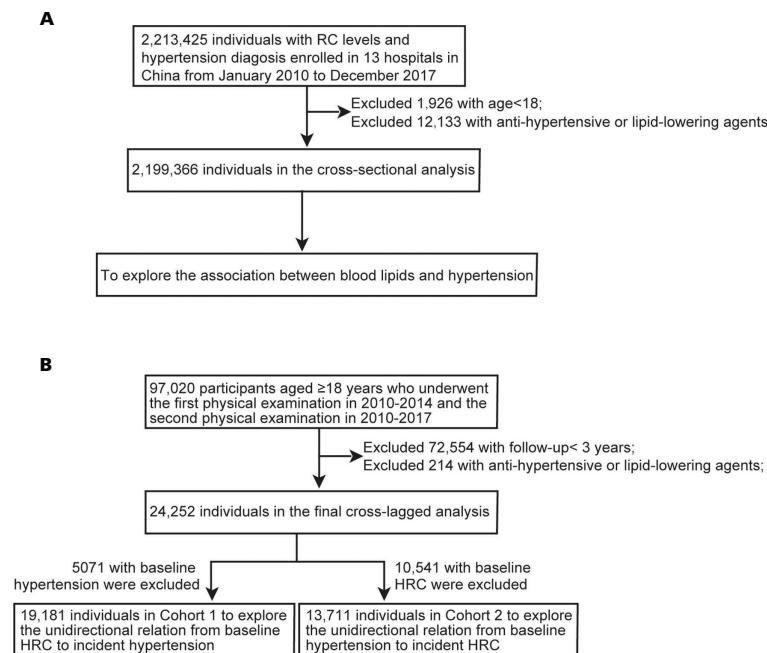 A
2,213,425 individuals with RC levels and
hypertension diagosis enrolled in 13 hospitals in
China from January 2010 to December 2017
Excluded 1,926 with age<18;
Excluded 12,133 with anti-hypertensive or lipid-lowering agents
2,199,366 individuals in the cross-sectional analysis
To explore the association between blood lipids and hypertension
B
97,020 participants aged ≥18 years who underwent
the first physical examination in 2010-2014 and the
second physical examination in 2010-2017
Excluded 72,554 with follow-up< 3 years;
Excluded 214 with anti-hypertensive or lipid-lowering agents;
24,252 individuals in the final cross-lagged analysis
5071 with baseline
hypertension were excluded
10,541 with baseline
HRC were excluded
19,181 individuals in Cohort 1 to explore
the unidirectional relation from baseline
HRC to incident hypertension
13,711 individuals in Cohort 2 to explore
the unidirectional relation from baseline
hypertension to incident HRC